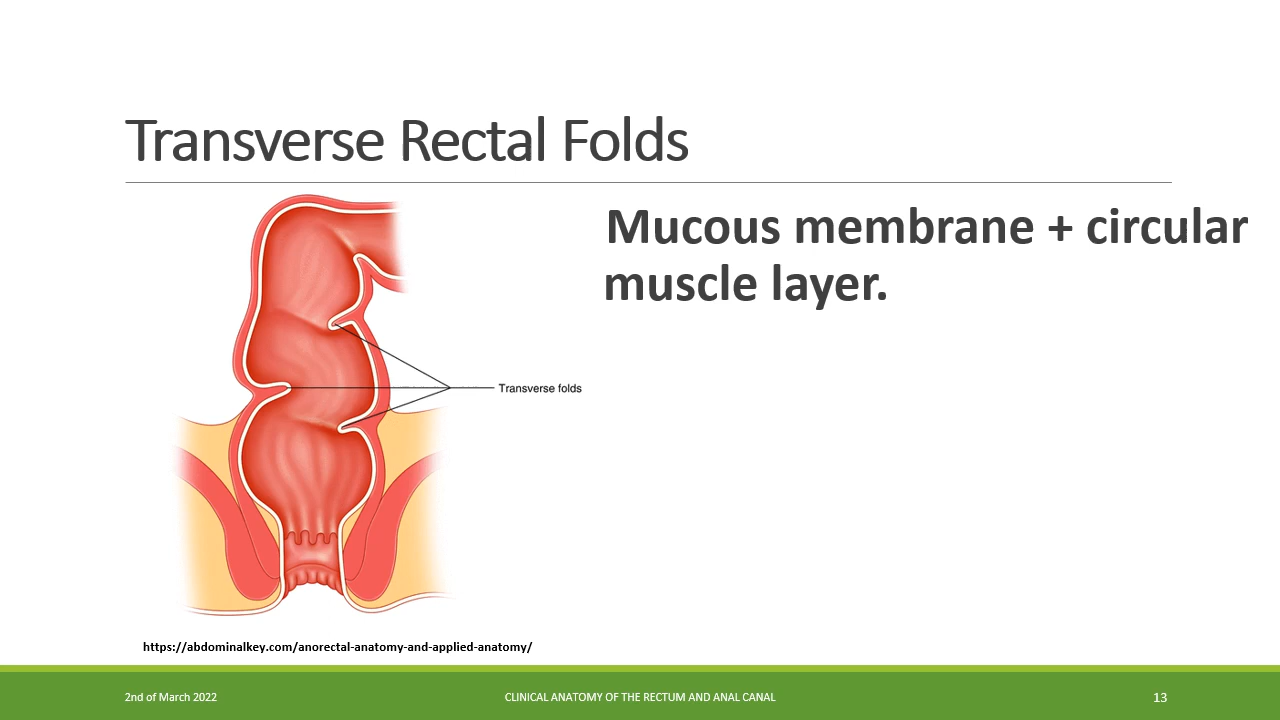 Transverse Rectal Folds
Mucous membrane + circular
muscle layer.
Transverse folds
https://abdominalkey.com/anorectal-anatomy-and-applied-anatomy/
2nd of March 2022
CLINICAL ANATOMY OF THE RECTUM AND ANAL CANAL
13